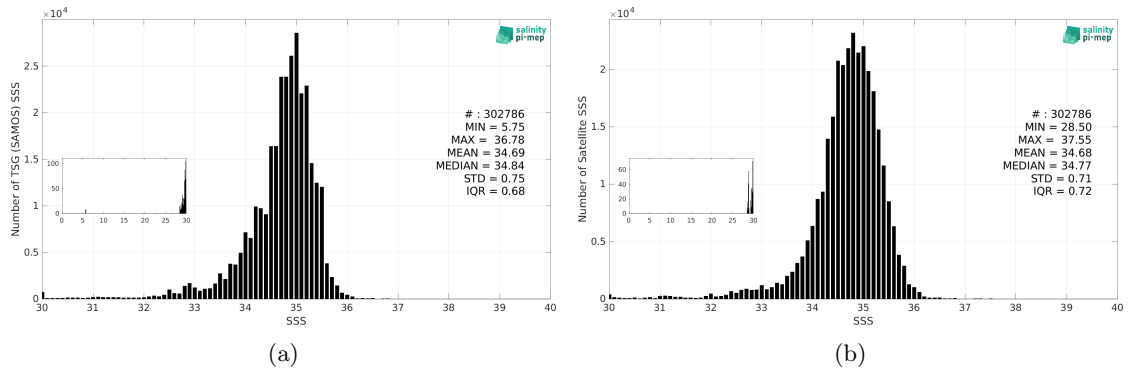 ×10⁴
2.5
2
1.5
1
0.5
0
Number of TSG (SAMOS) SSS
30 31 32 33 34 35 36 37 38 39 40
SSS
salinity
pi-mep
# : 302786
MIN = 5.75
MAX = 36.78
MEAN = 34.69
MEDIAN = 34.84
STD = 0.75
IQR = 0.68
100
50
0
0 5 10 15 20 25 30
(a)
×10⁴
2
1.5
1
0.5
0
Number of Satellite SSS
30 31 32 33 34 35 36 37 38 39 40
SSS
salinity
pi-mep
# : 302786
MIN = 28.50
MAX = 37.55
MEAN = 34.68
MEDIAN = 34.77
STD = 0.71
IQR = 0.72
60
40
20
0
0 5 10 15 20 25 30
(b)